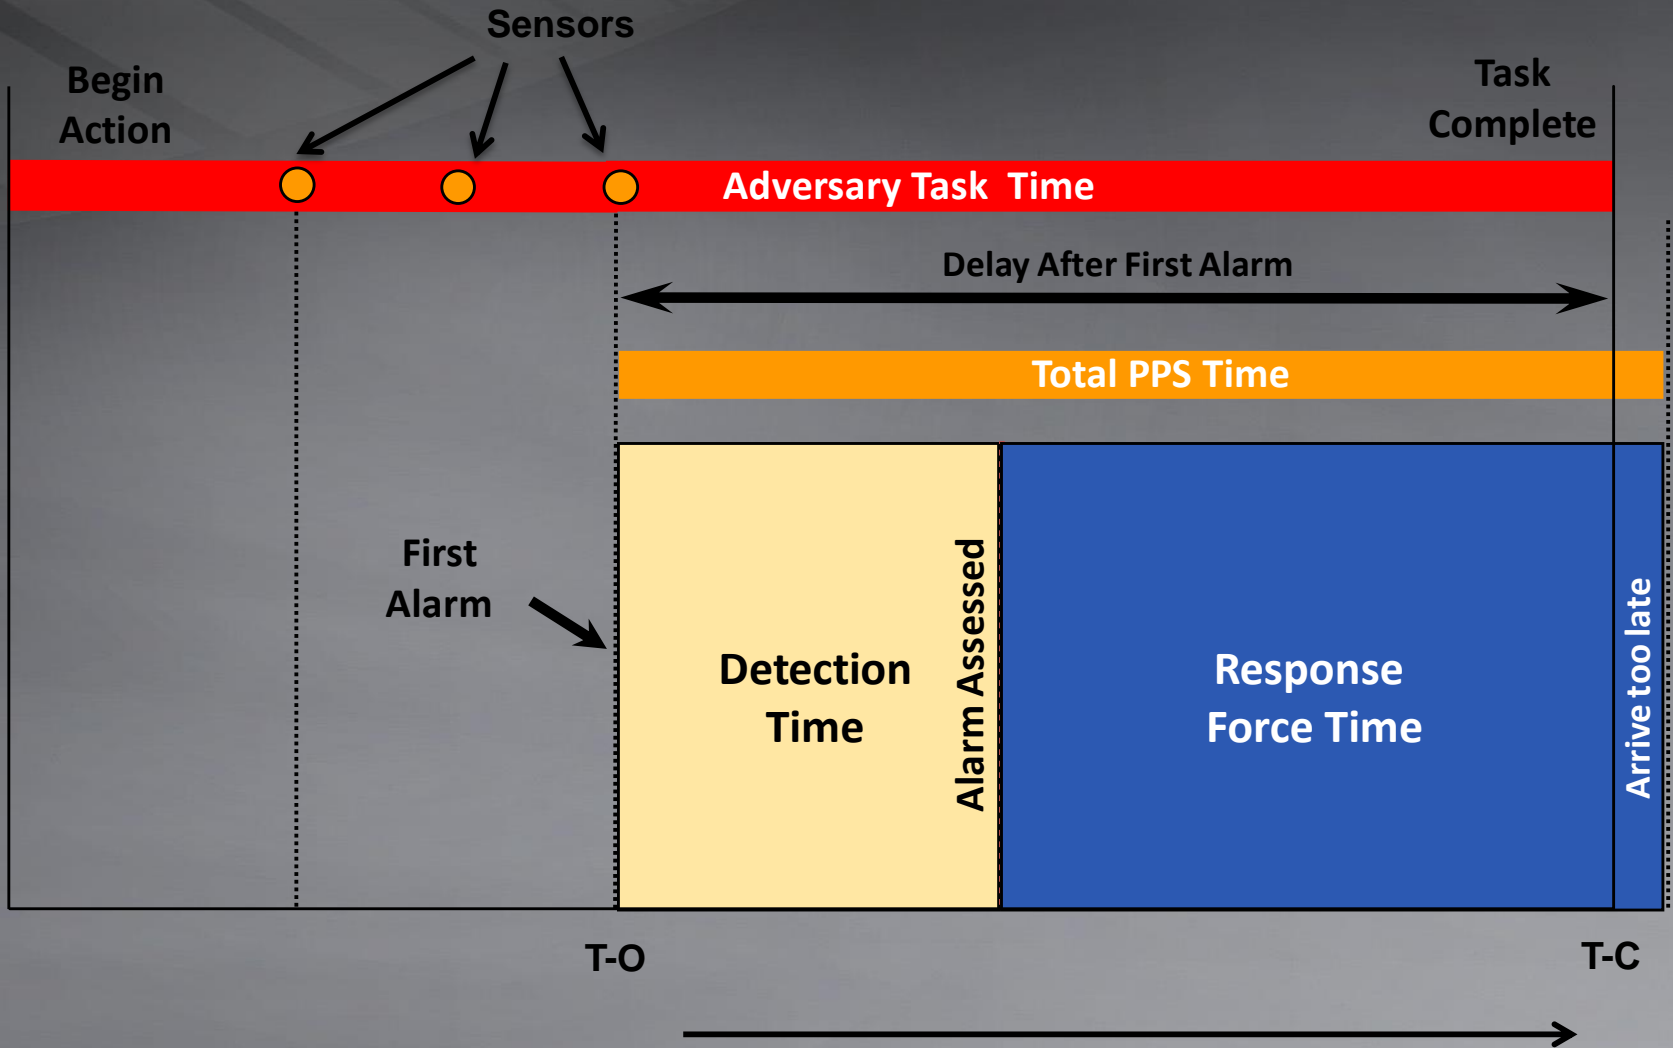 Sensors
Begin
Action
Task
Complete
Adversary Task Time
Delay After First Alarm
Total PPS Time
First
Alarm
Detection
Time
Alarm Assessed
Response
Force Time
Arrive too late
T-O
T-C